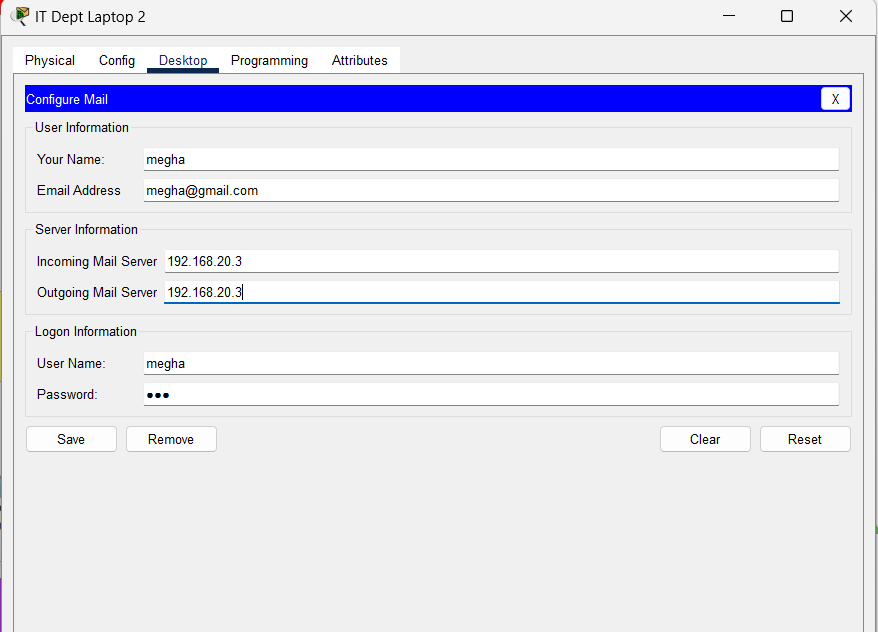 IT Dept Laptop 2
Physical Config Desktop Programming Attributes
Configure Mail X
User Information
Your Name: megha
Email Address megha@gmail.com
Server Information
Incoming Mail Server 192.168.20.3
Outgoing Mail Server 192.168.20.3
Logon Information
User Name: megha
Password: •••
Save Remove Clear Reset